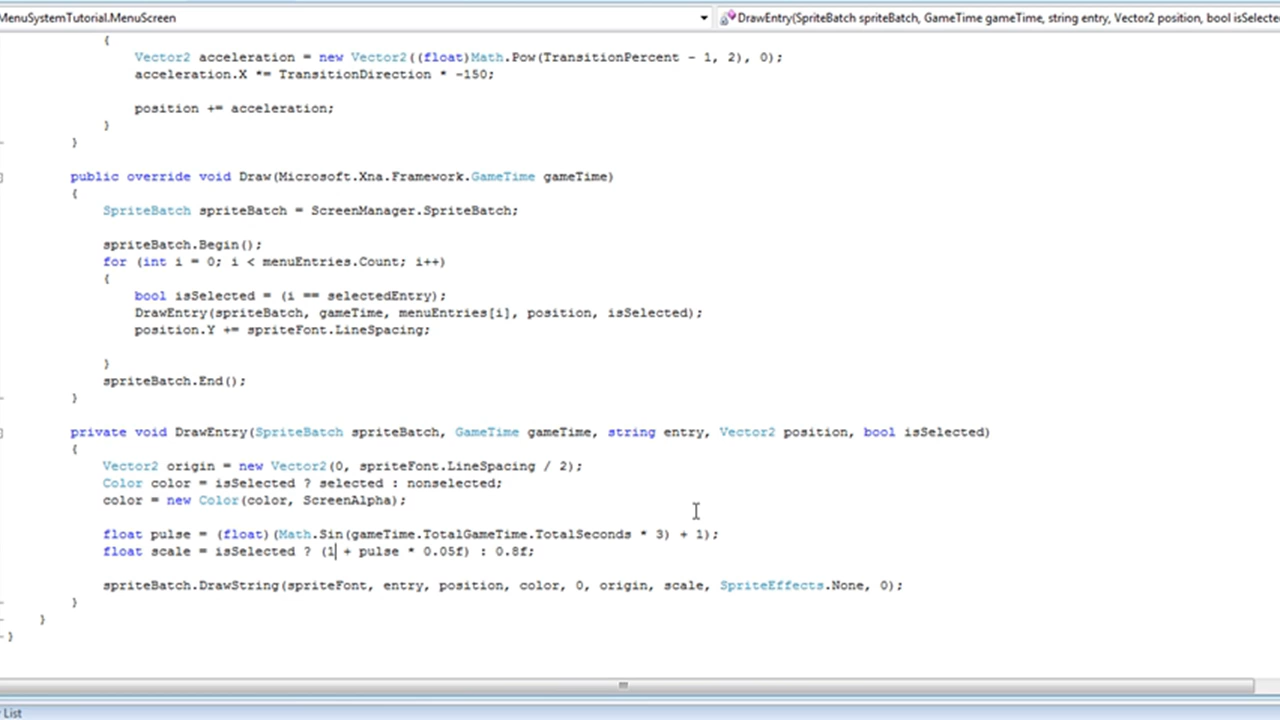 MenuSystemTutorial.MenuScreen
DrawEntry(SpriteBatch spriteBatch, GameTime gameTime, string entry, Vector2 position, bool isSelecte
{
Vector2 acceleration = new Vector2((float)Math.Pow(TransitionPercent - 1, 2), 0);
acceleration.X *= TransitionDirection * -150;
position += acceleration;
}
}
public override void Draw(Microsoft.Xna.Framework.GameTime gameTime)
{
SpriteBatch spriteBatch = ScreenManager.SpriteBatch;
spriteBatch.Begin();
for (int i = 0; i < menuEntries.Count; i++)
{
bool isSelected = (i == selectedEntry);
DrawEntry(spriteBatch, gameTime, menuEntries[i], position, isSelected);
position.Y += spriteFont.LineSpacing;
}
spriteBatch.End();
}
private void DrawEntry(SpriteBatch spriteBatch, GameTime gameTime, string entry, Vector2 position, bool isSelected)
{
Vector2 origin = new Vector2(0, spriteFont.LineSpacing / 2);
Color color = isSelected ? selected : nonselected;
color = new Color(color, ScreenAlpha);
float pulse = (float)(Math.Sin(gameTime.TotalGameTime.TotalSeconds * 3) + 1);
float scale = isSelected ? (1 + pulse * 0.05f) : 0.8f;
spriteBatch.DrawString(spriteFont, entry, position, color, 0, origin, scale, SpriteEffects.None, 0);
}
}
}
List